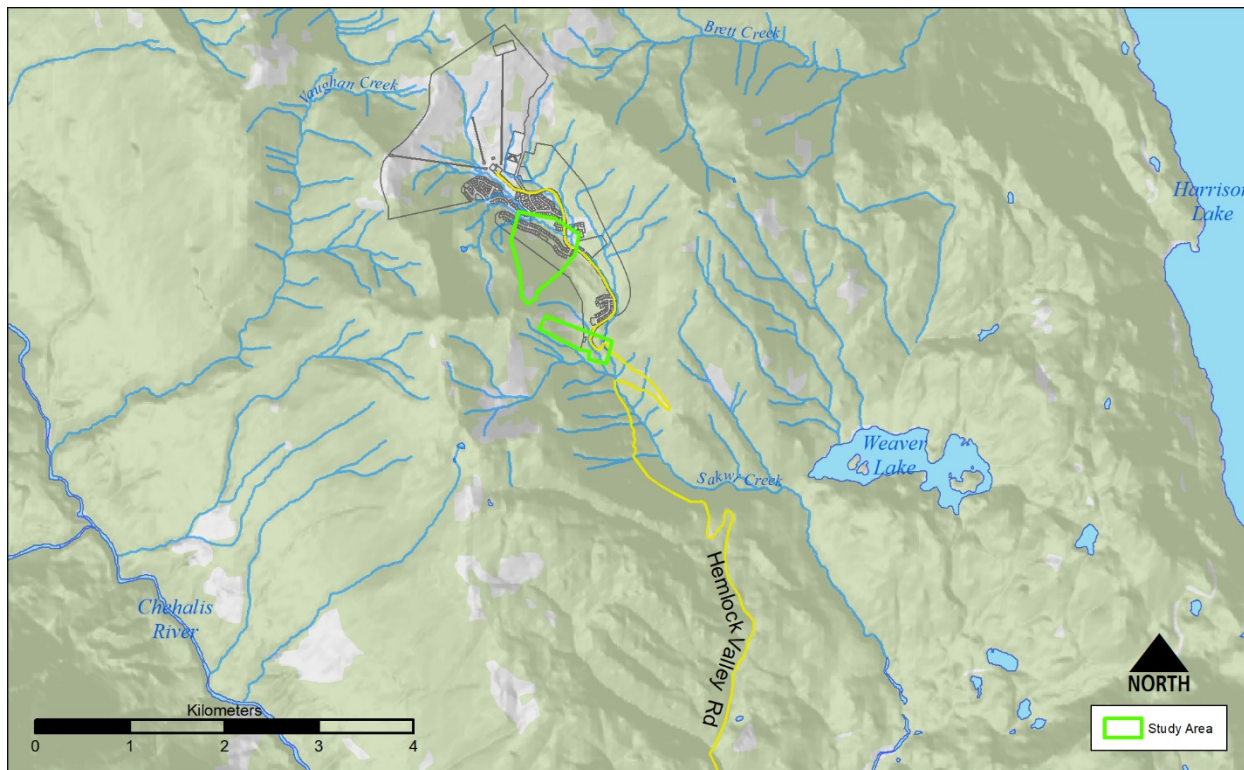 Brett Creek
Vaughan Creek
Harrison
Lake
Weaver
Lake
Sakwi Creek
Hemlock Valley Rd
Chehalis
River
NORTH
Kilometers
0 1 2 3 4
Study Area